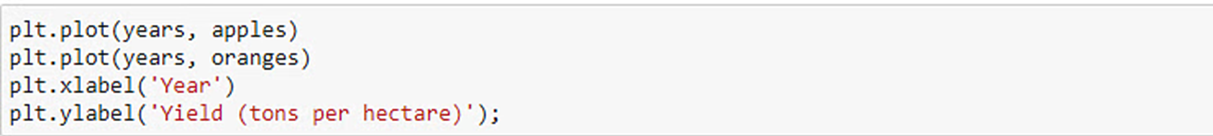 plt.plot(years, apples)
plt.plot(years, oranges)
plt.xlabel('Year')
plt.ylabel('Yield (tons per hectare)');